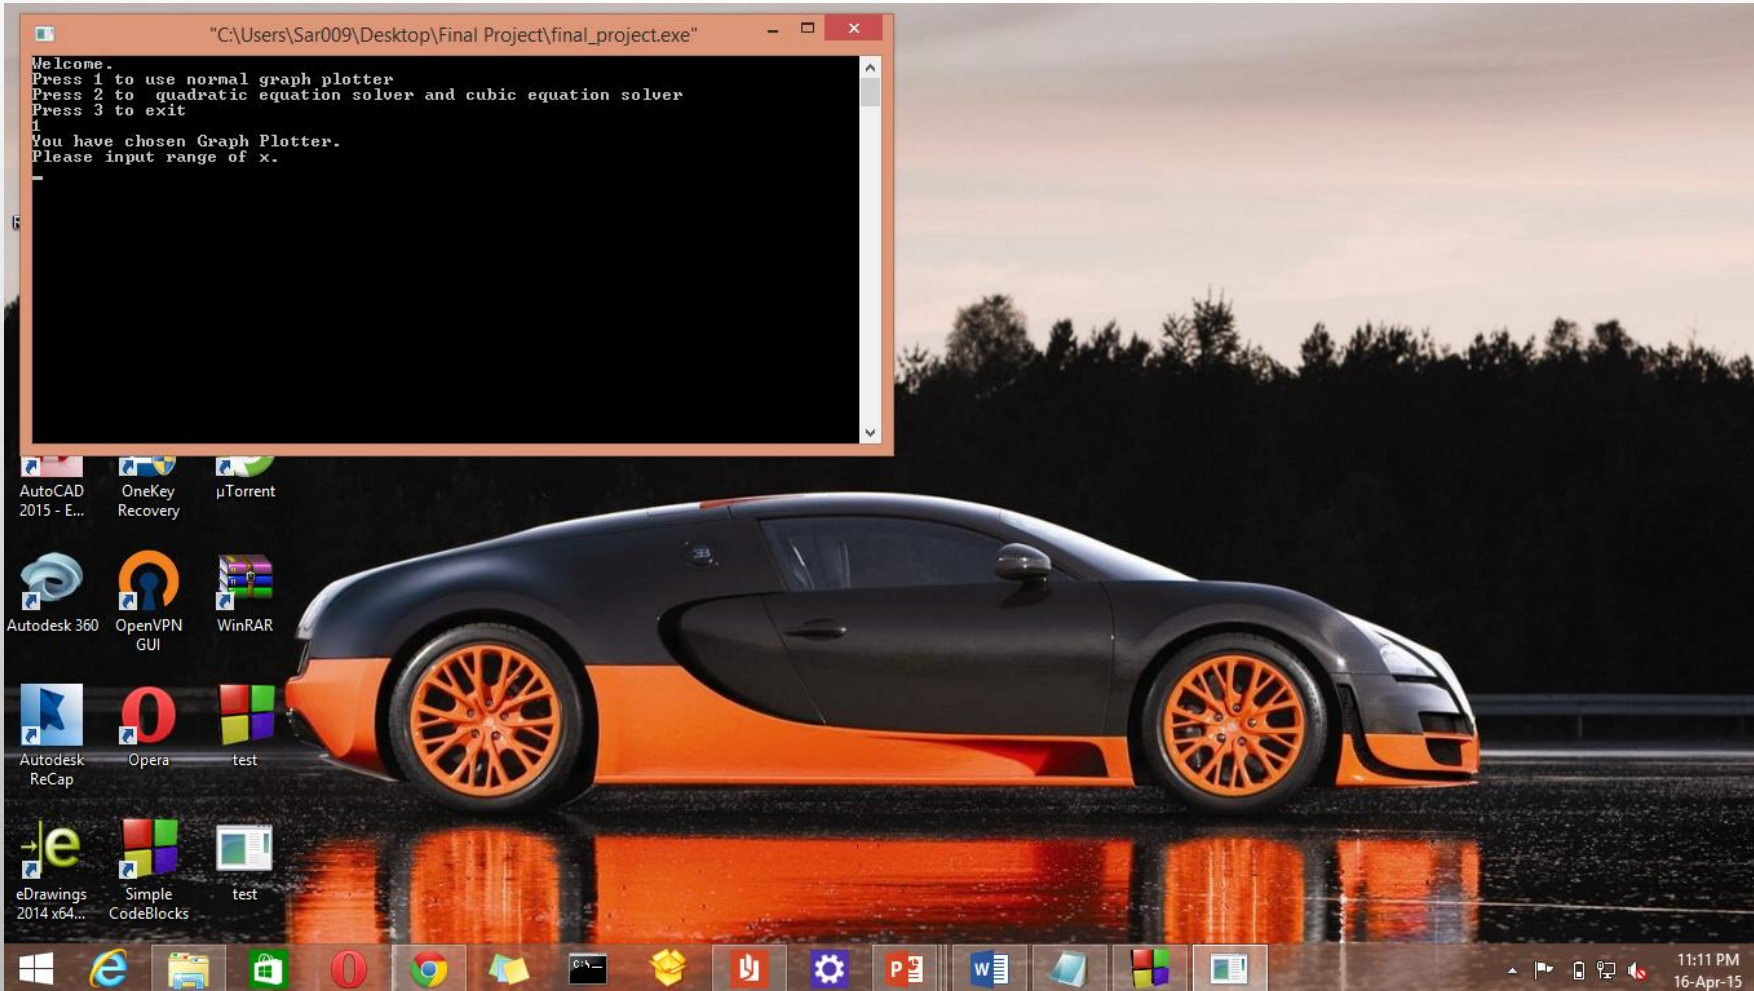 "C:\Users\Sar009\Desktop\Final Project\final_project.exe"
Welcome.
Press 1 to use normal graph plotter
Press 2 to  quadratic equation solver and cubic equation solver
Press 3 to exit
1
You have chosen Graph Plotter.
Please input range of x.
AutoCAD
2015 - E...
OneKey
Recovery
µTorrent
Autodesk 360
OpenVPN
GUI
WinRAR
Autodesk
ReCap
Opera
test
eDrawings
2014 x64...
Simple
CodeBlocks
test
11:11 PM
16-Apr-15